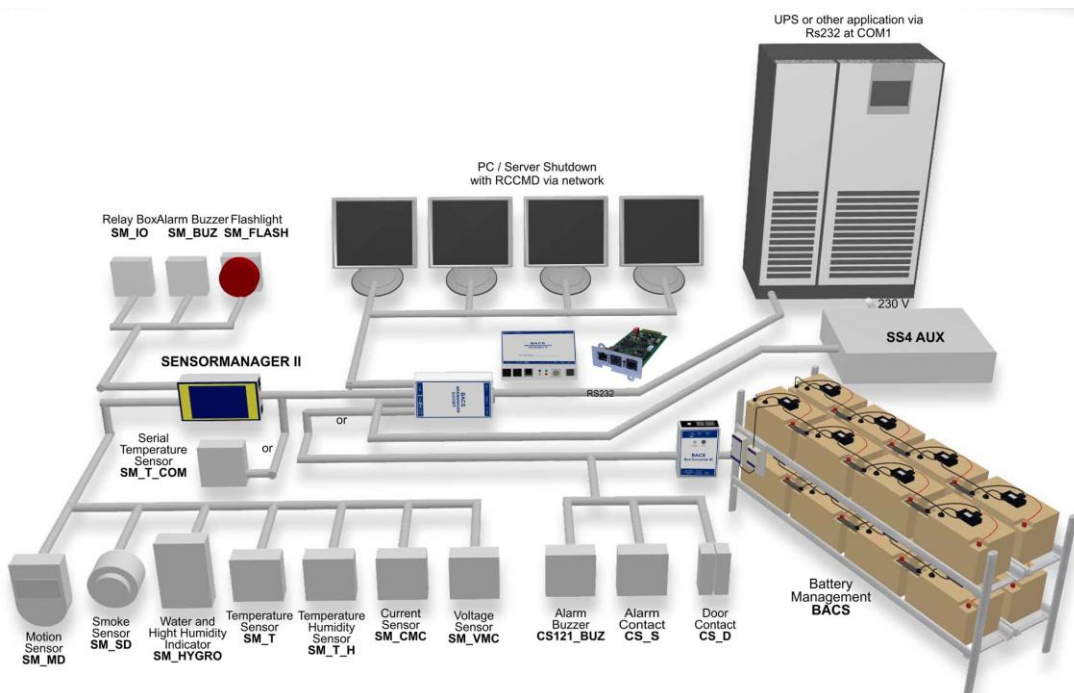 UPS or other application via
Rs232 at COM1
PC / Server Shutdown
with RCCMD via network
Relay Box
SM_IO
Alarm Buzzer
SM_BUZ
Flashlight
SM_FLASH
230 V
SS4 AUX
SENSORMANAGER II
BACS
RS232
BACS
or
BACS
Serial
Temperature
Sensor
SM_T_COM
or
Motion
Sensor
SM_MD
Smoke
Sensor
SM_SD
Water and
Hight Humidity
Indicator
SM_HYGRO
Temperature
Sensor
SM_T
Temperature
Humidity
Sensor
SM_T_H
Current
Sensor
SM_CMC
Voltage
Sensor
SM_VMC
Alarm
Buzzer
CS121_BUZ
Alarm
Contact
CS_S
Door
Contact
CS_D
Battery
Management
BACS